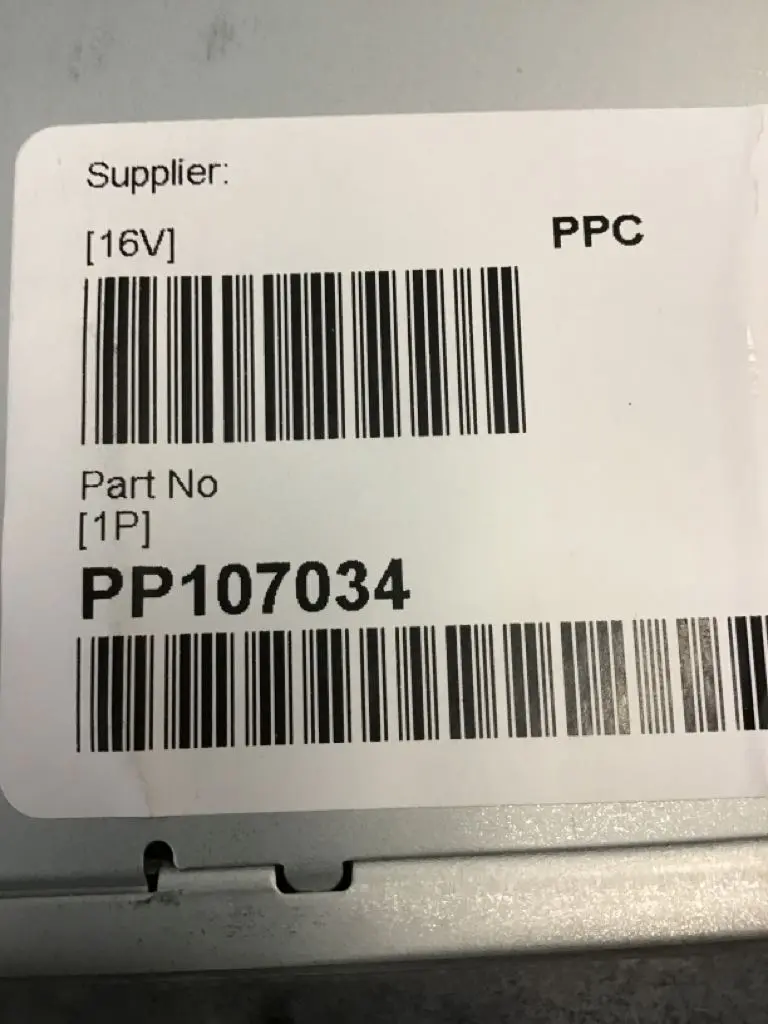 Supplier:
[16V] PPC
Part No
[1P]
PP107034